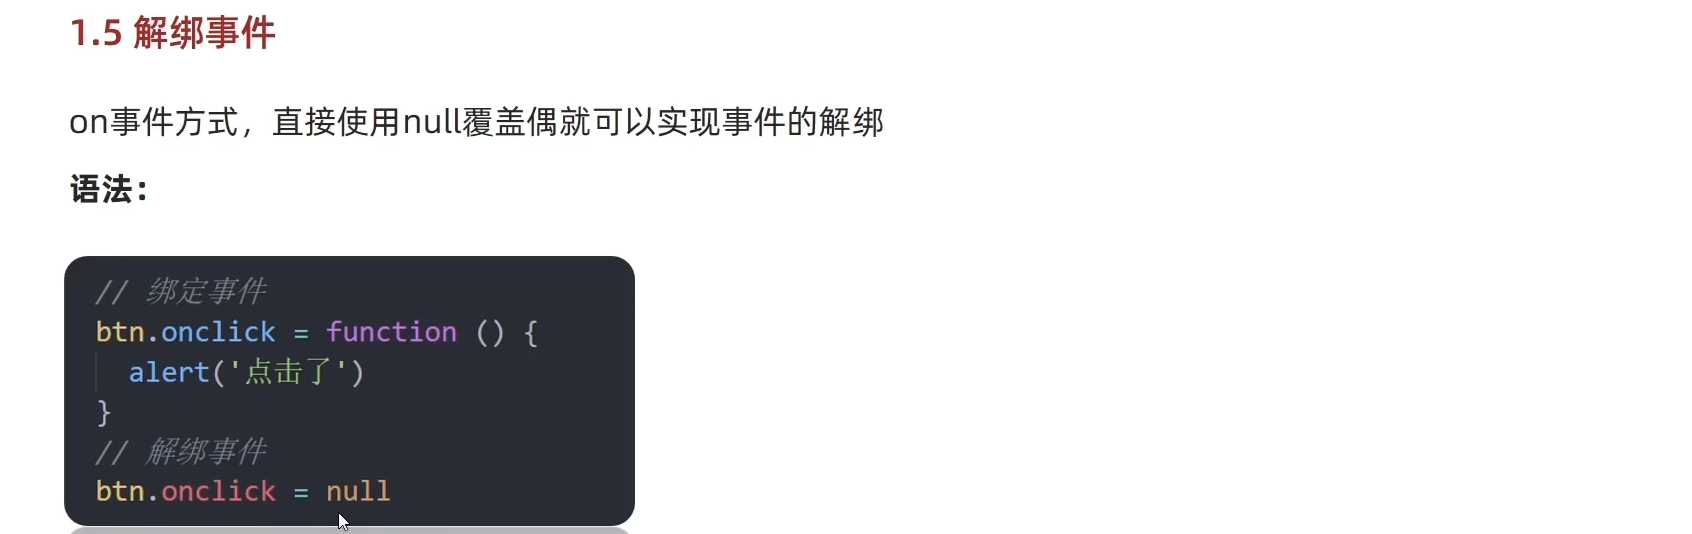 1.5 解绑事件
on事件方式，直接使用null覆盖偶就可以实现事件的解绑
语法：
// 绑定事件
btn.onclick = function () {
  alert('点击了')
}
// 解绑事件
btn.onclick = null